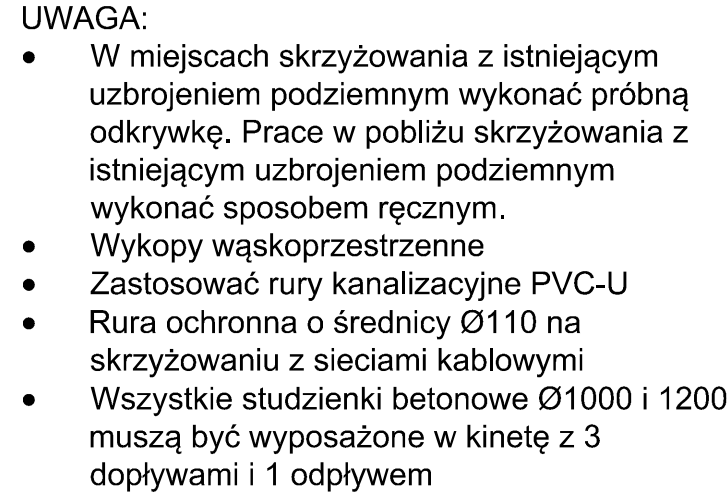 UWAGA:
• W miejscach skrzyżowania z istniejącym
uzbrojeniem podziemnym wykonać próbną
odkrywkę. Prace w pobliżu skrzyżowania z
istniejącym uzbrojeniem podziemnym
wykonać sposobem ręcznym.
• Wykopy wąskoprzestrzenne
• Zastosować rury kanalizacyjne PVC-U
• Rura ochronna o średnicy Ø110 na
skrzyżowaniu z sieciami kablowymi
• Wszystkie studzienki betonowe Ø1000 i 1200
muszą być wyposażone w kinetę z 3
dopływami i 1 odpływem